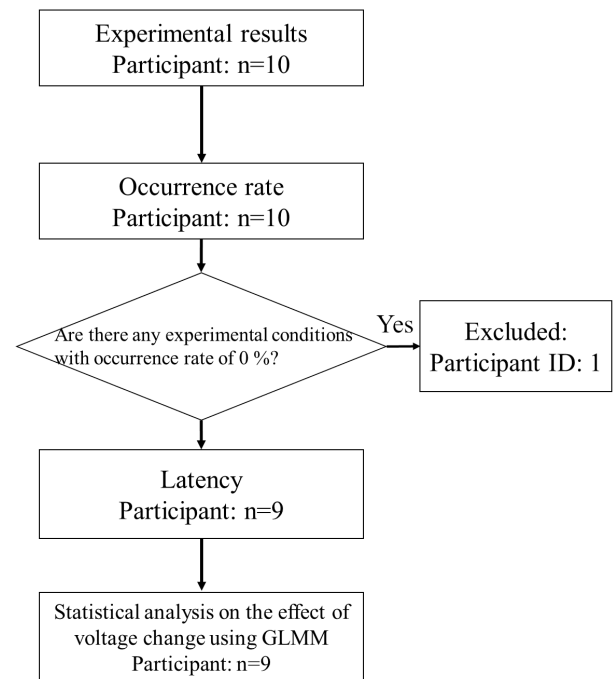 Experimental results
Participant: n=10
Occurrence rate
Participant: n=10
Are there any experimental conditions
with occurrence rate of 0 %?
Yes
Excluded:
Participant ID: 1
Latency
Participant: n=9
Statistical analysis on the effect of
voltage change using GLMM
Participant: n=9